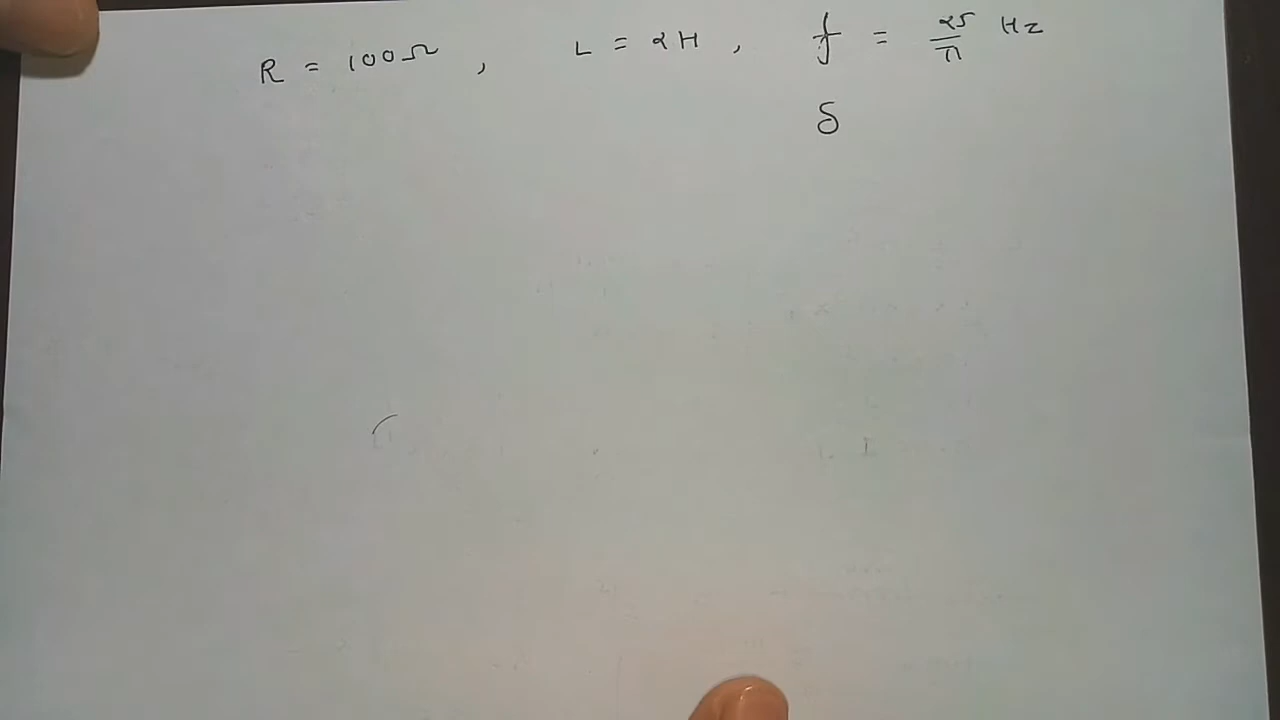 R = 100Ω, L = 2H, f = 25/π Hz
δ